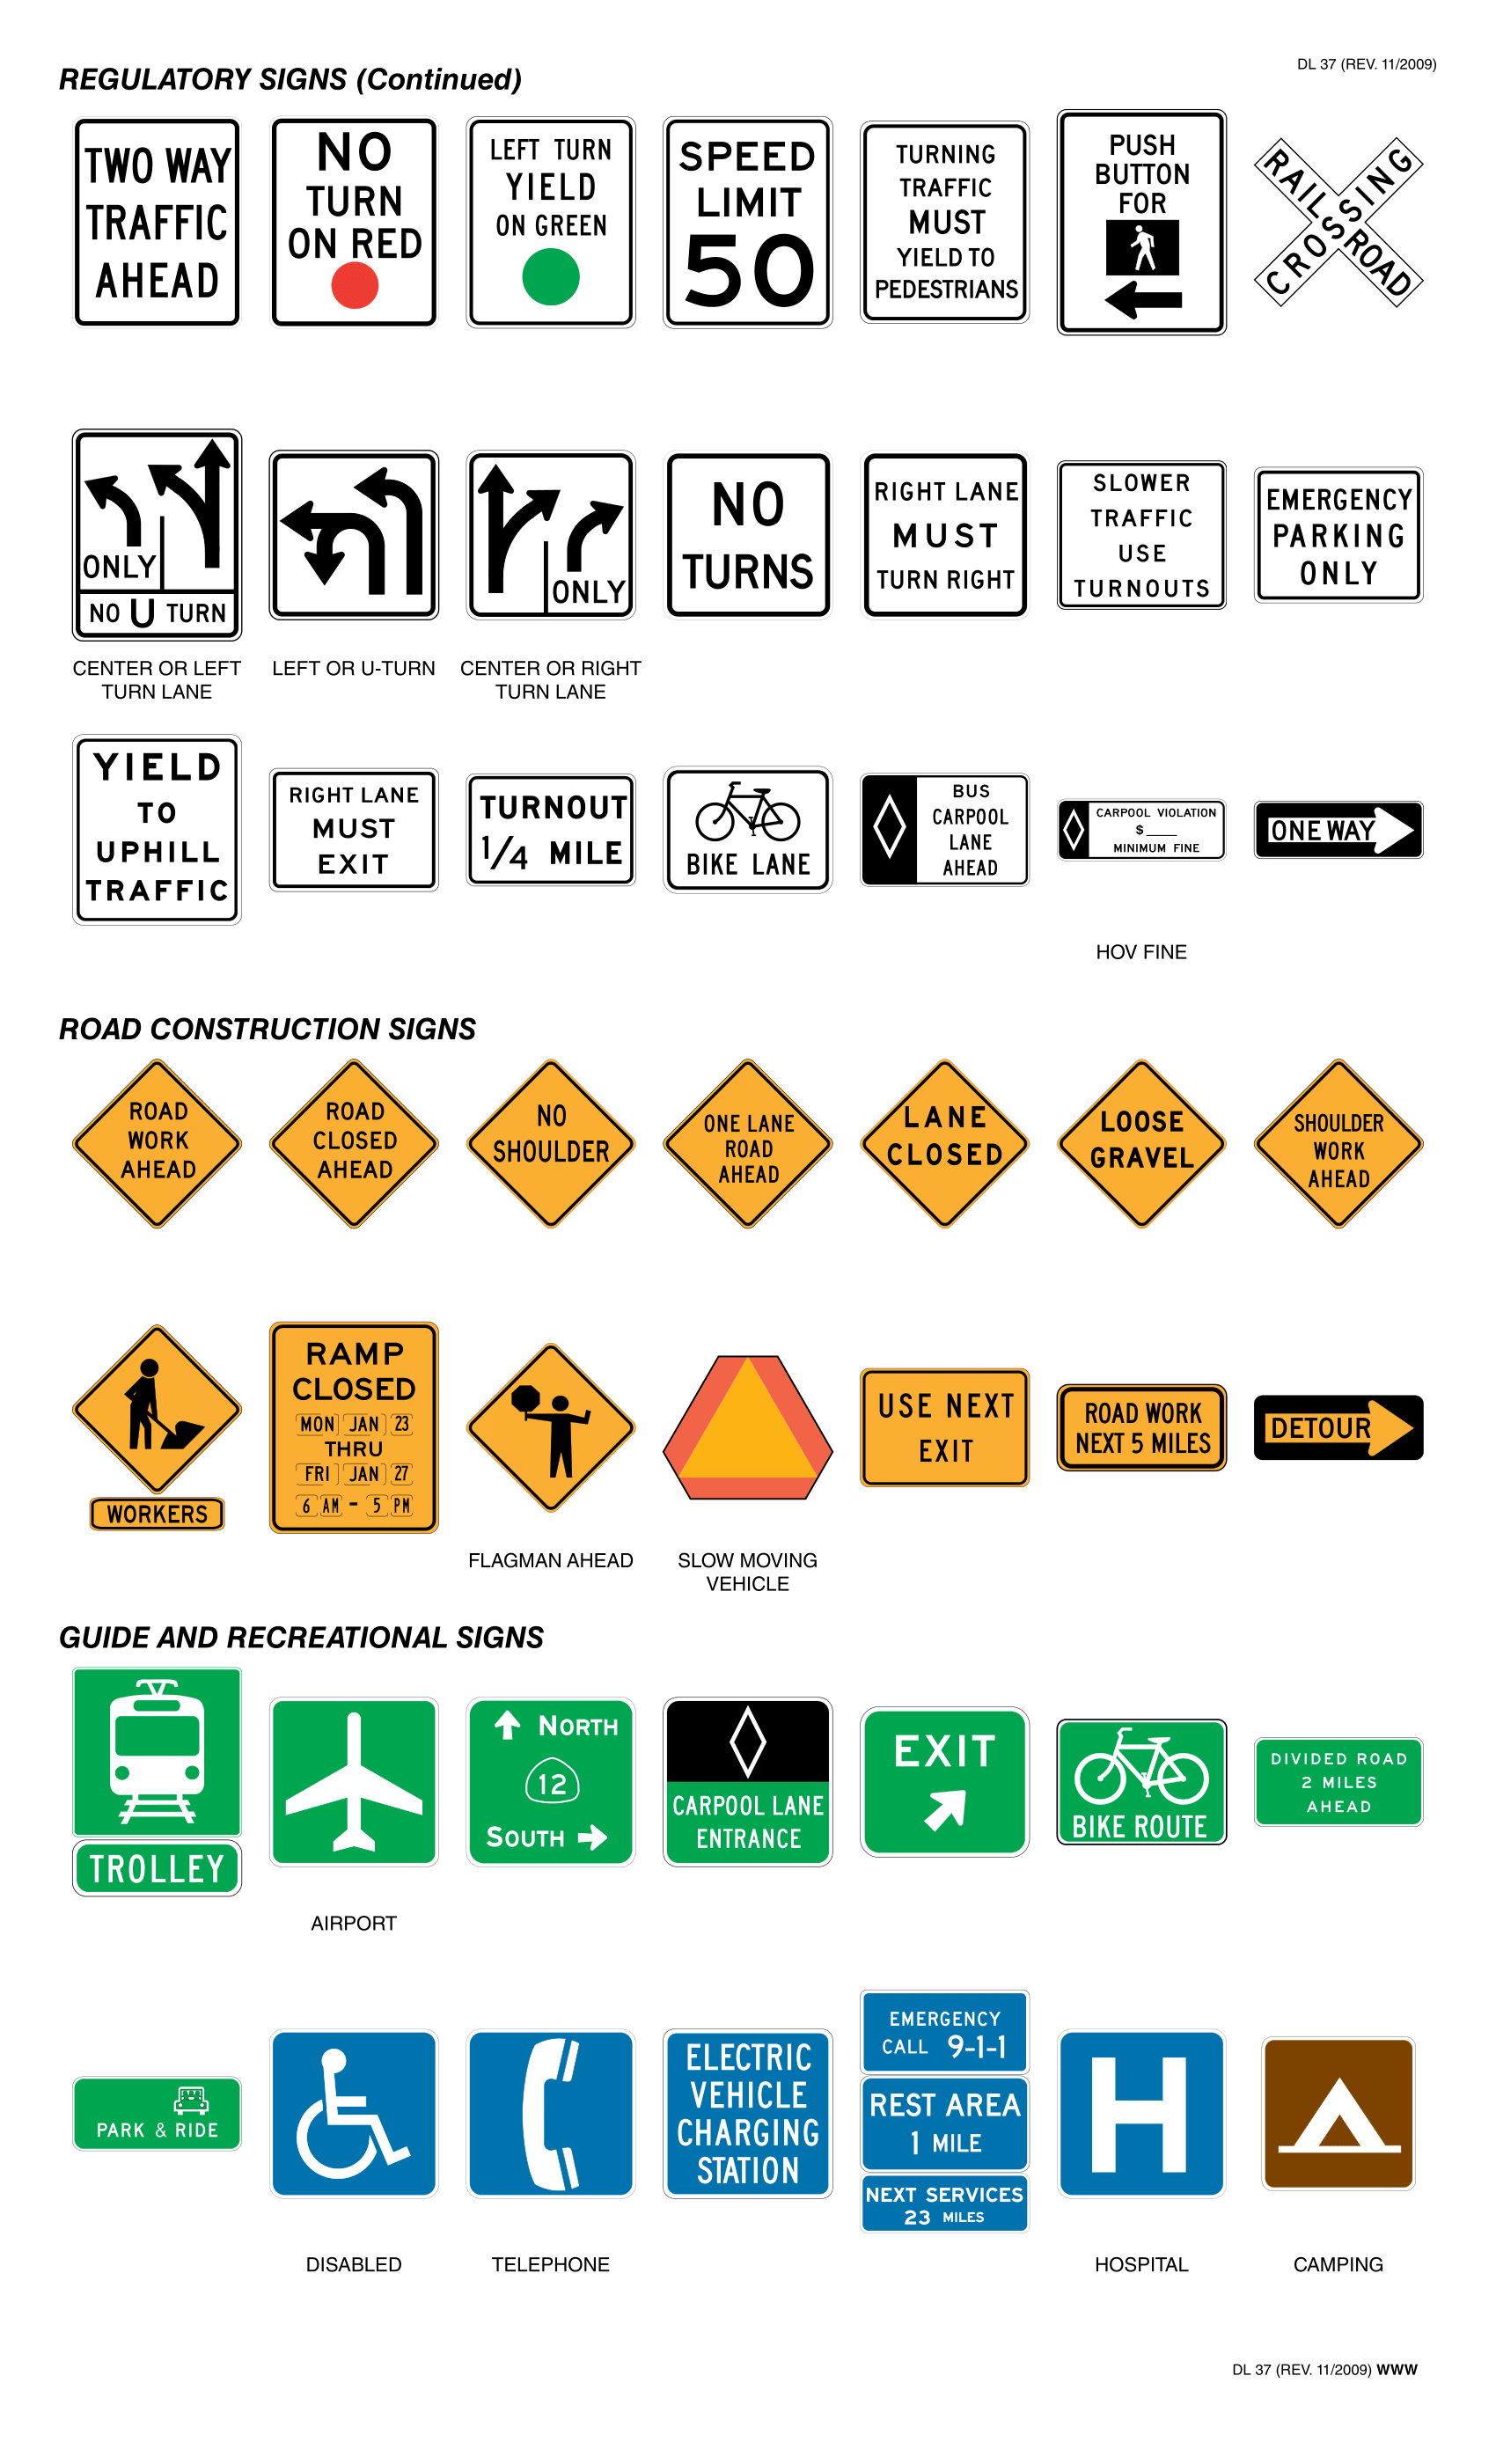 REGULATORY SIGNS (Continued)
DL 37 (REV. 11/2009)
TWO WAY
TRAFFIC
AHEAD
NO
TURN
ON RED
LEFT TURN
YIELD
ON GREEN
SPEED
LIMIT
50
TURNING
TRAFFIC
MUST
YIELD TO
PEDESTRIANS
PUSH
BUTTON
FOR
RAILROAD
CROSSING
ONLY
NO U TURN
CENTER OR LEFT
TURN LANE
LEFT OR U-TURN
ONLY
CENTER OR RIGHT
TURN LANE
NO
TURNS
RIGHT LANE
MUST
TURN RIGHT
SLOWER
TRAFFIC
USE
TURNOUTS
EMERGENCY
PARKING
ONLY
YIELD
TO
UPHILL
TRAFFIC
RIGHT LANE
MUST
EXIT
TURNOUT
1/4 MILE
BIKE LANE
BUS
CARPOOL
LANE
AHEAD
CARPOOL VIOLATION
$____
MINIMUM FINE
HOV FINE
ONE WAY
ROAD CONSTRUCTION SIGNS
ROAD
WORK
AHEAD
ROAD
CLOSED
AHEAD
NO
SHOULDER
ONE LANE
ROAD
AHEAD
LANE
CLOSED
LOOSE
GRAVEL
SHOULDER
WORK
AHEAD
WORKERS
RAMP
CLOSED
MON JAN 23
THRU
FRI JAN 27
6 AM - 5 PM
FLAGMAN AHEAD
SLOW MOVING
VEHICLE
USE NEXT
EXIT
ROAD WORK
NEXT 5 MILES
DETOUR
GUIDE AND RECREATIONAL SIGNS
TROLLEY
AIRPORT
NORTH
12
SOUTH
CARPOOL LANE
ENTRANCE
EXIT
BIKE ROUTE
DIVIDED ROAD
2 MILES
AHEAD
PARK & RIDE
DISABLED
TELEPHONE
ELECTRIC
VEHICLE
CHARGING
STATION
EMERGENCY
CALL 9-1-1
REST AREA
1 MILE
NEXT SERVICES
23 MILES
H
HOSPITAL
CAMPING
DL 37 (REV. 11/2009) WWW